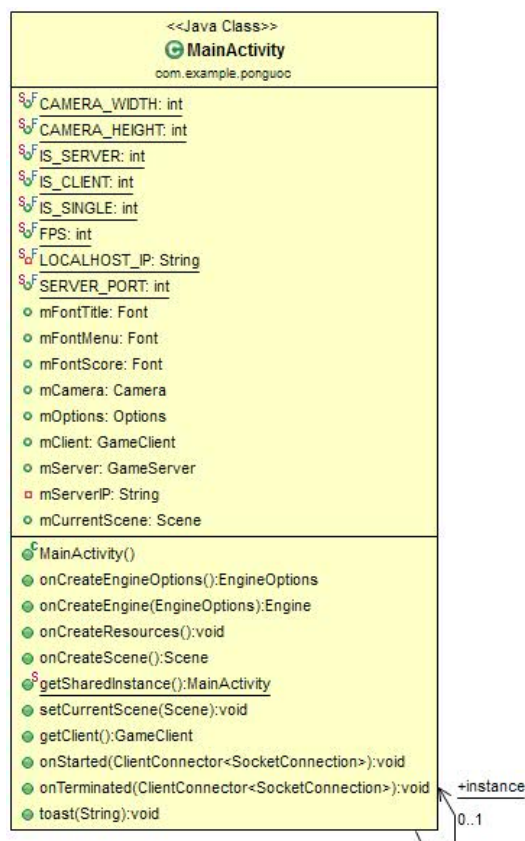 <<Java Class>>
C MainActivity
com.example.ponguoc
S F CAMERA_WIDTH: int
S F CAMERA_HEIGHT: int
S F IS_SERVER: int
S F IS_CLIENT: int
S F IS_SINGLE: int
S F FPS: int
S F LOCALHOST_IP: String
S F SERVER_PORT: int
mFontTitle: Font
mFontMenu: Font
mFontScore: Font
mCamera: Camera
mOptions: Options
mClient: GameClient
mServer: GameServer
mServerIP: String
mCurrentScene: Scene
C MainActivity()
onCreateEngineOptions():EngineOptions
onCreateEngine(EngineOptions):Engine
onCreateResources():void
onCreateScene():Scene
S getSharedInstance():MainActivity
setCurrentScene(Scene):void
getClient():GameClient
onStarted(ClientConnector<SocketConnection>):void
onTerminated(ClientConnector<SocketConnection>):void
toast(String):void
+instance
0..1